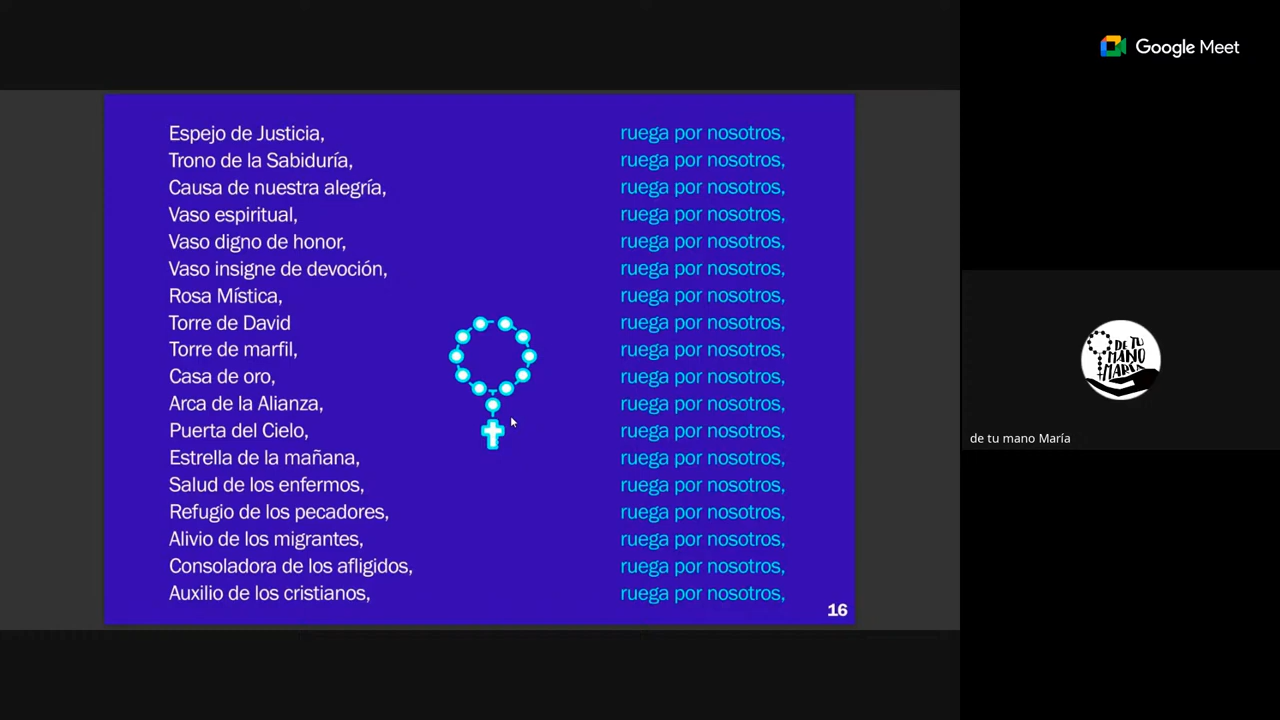 Google Meet
Espejo de Justicia, ruega por nosotros,
Trono de la Sabiduría, ruega por nosotros,
Causa de nuestra alegría, ruega por nosotros,
Vaso espiritual, ruega por nosotros,
Vaso digno de honor, ruega por nosotros,
Vaso insigne de devoción, ruega por nosotros,
Rosa Mística, ruega por nosotros,
Torre de David ruega por nosotros,
Torre de marfil, ruega por nosotros,
Casa de oro, ruega por nosotros,
Arca de la Alianza, ruega por nosotros,
Puerta del Cielo, ruega por nosotros,
Estrella de la mañana, ruega por nosotros,
Salud de los enfermos, ruega por nosotros,
Refugio de los pecadores, ruega por nosotros,
Alivio de los migrantes, ruega por nosotros,
Consoladora de los afligidos, ruega por nosotros,
Auxilio de los cristianos, ruega por nosotros,
16
DE TU
MANO
MARÍA
de tu mano María